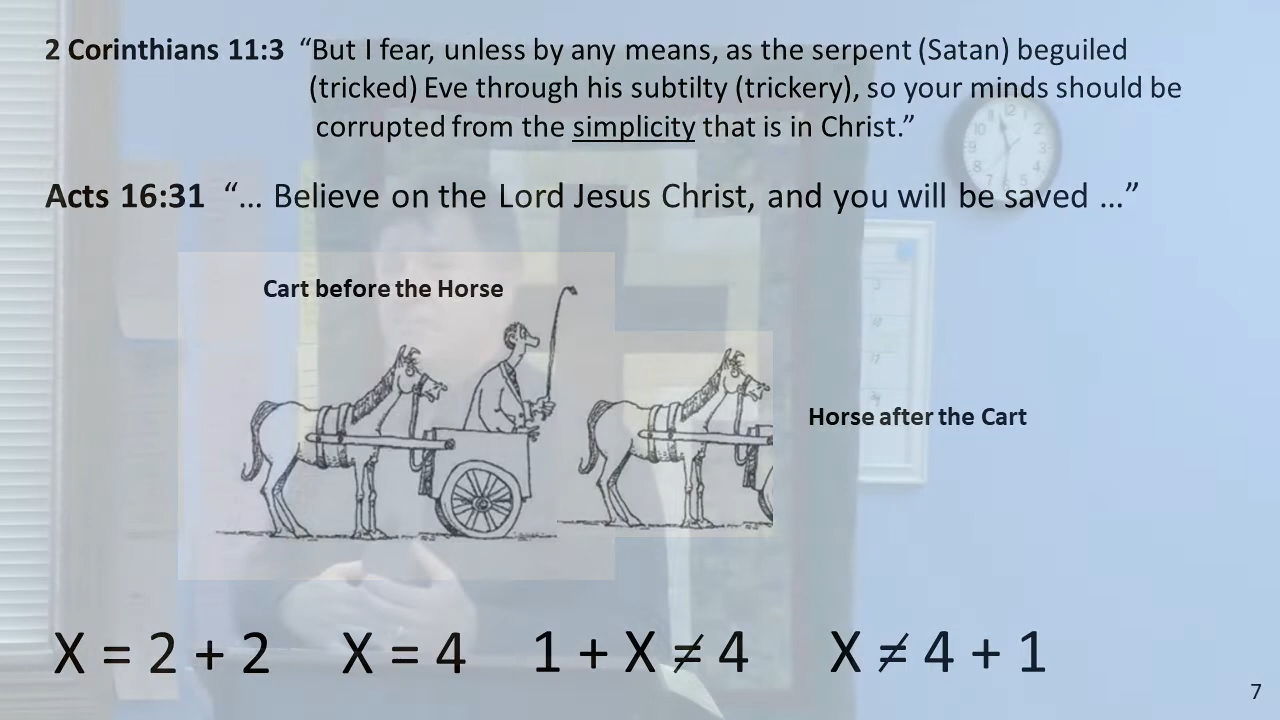 2 Corinthians 11:3 “But I fear, unless by any means, as the serpent (Satan) beguiled
(tricked) Eve through his subtilty (trickery), so your minds should be
corrupted from the simplicity that is in Christ.”
Acts 16:31 “… Believe on the Lord Jesus Christ, and you will be saved …”
Cart before the Horse
Horse after the Cart
X = 2 + 2 X = 4 1 + X ≠ 4 X ≠ 4 + 1
7